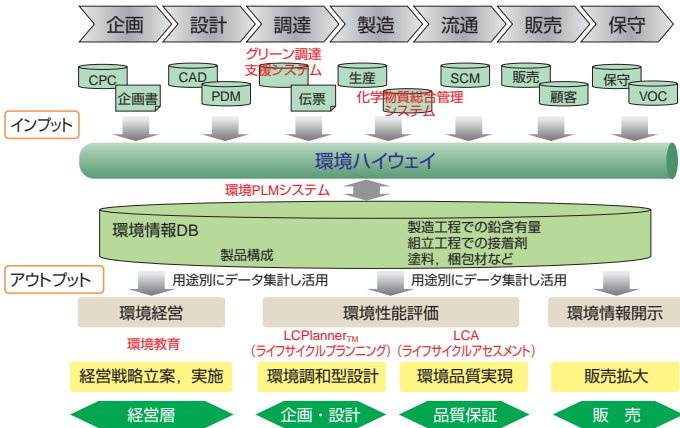 企画 設計 調達 製造 流通 販売 保守
グリーン調達
支援システム
CPC CAD 生産 SCM 販売 保守
企画書 PDM 伝票 顧客 VOC
化学物質総合管理
システム
インプット
環境ハイウェイ
環境PLMシステム
環境情報DB
製品構成
製造工程での鉛含有量
組立工程での接着剤
塗料，梱包材など
アウトプット
用途別にデータ集計し活用 用途別にデータ集計し活用
環境経営 環境性能評価 環境情報開示
環境教育
LCPlannerTM
（ライフサイクルプランニング）
LCA
（ライフサイクルアセスメント）
経営戦略立案，実施 環境調和型設計 環境品質実現 販売拡大
経営層 企画・設計 品質保証 販 売